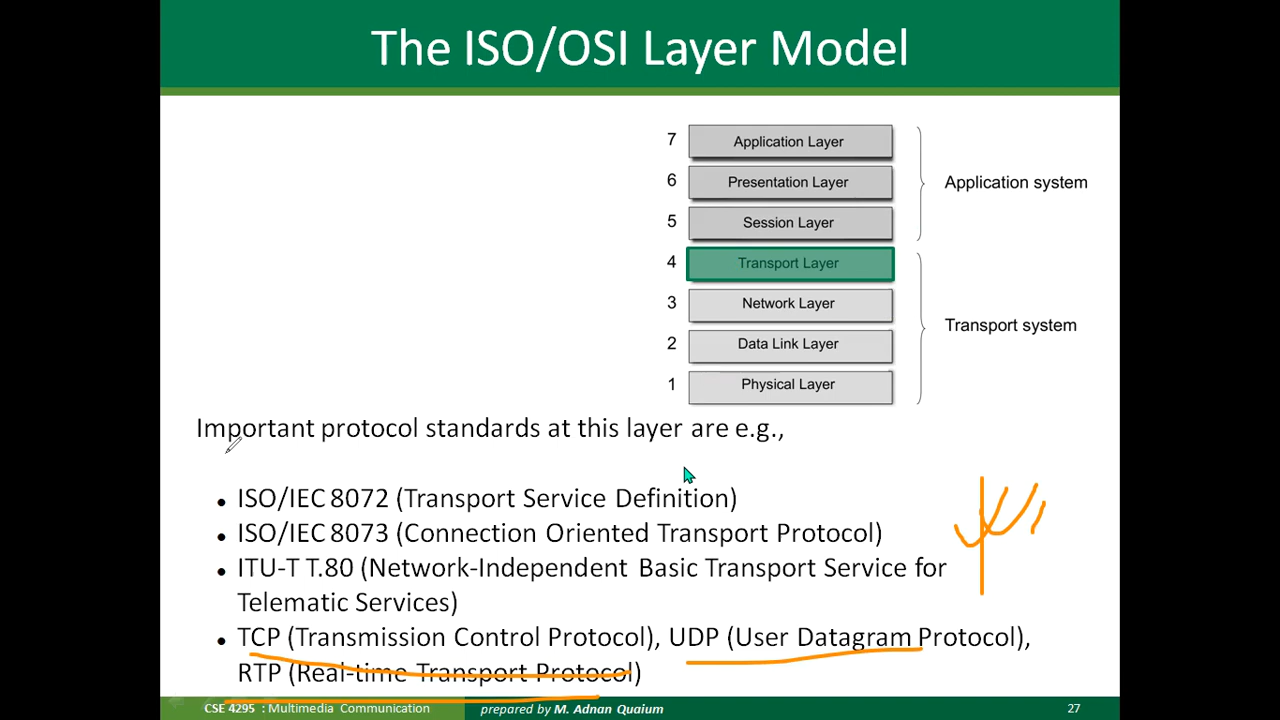 The ISO/OSI Layer Model
7 Application Layer
6 Presentation Layer
5 Session Layer
Application system
4 Transport Layer
3 Network Layer
2 Data Link Layer
1 Physical Layer
Transport system
Important protocol standards at this layer are e.g.,
• ISO/IEC 8072 (Transport Service Definition)
• ISO/IEC 8073 (Connection Oriented Transport Protocol)
• ITU-T T.80 (Network-Independent Basic Transport Service for
Telematic Services)
• TCP (Transmission Control Protocol), UDP (User Datagram Protocol),
RTP (Real-time Transport Protocol)
CSE 4295 : Multimedia Communication prepared by M. Adnan Quaium 27